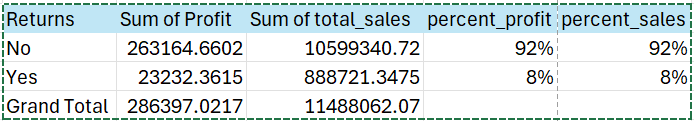 Returns Sum of Profit Sum of total_sales percent_profit percent_sales
No 263164.6602 10599340.72 92% 92%
Yes 23232.3615 888721.3475 8% 8%
Grand Total 286397.0217 11488062.07